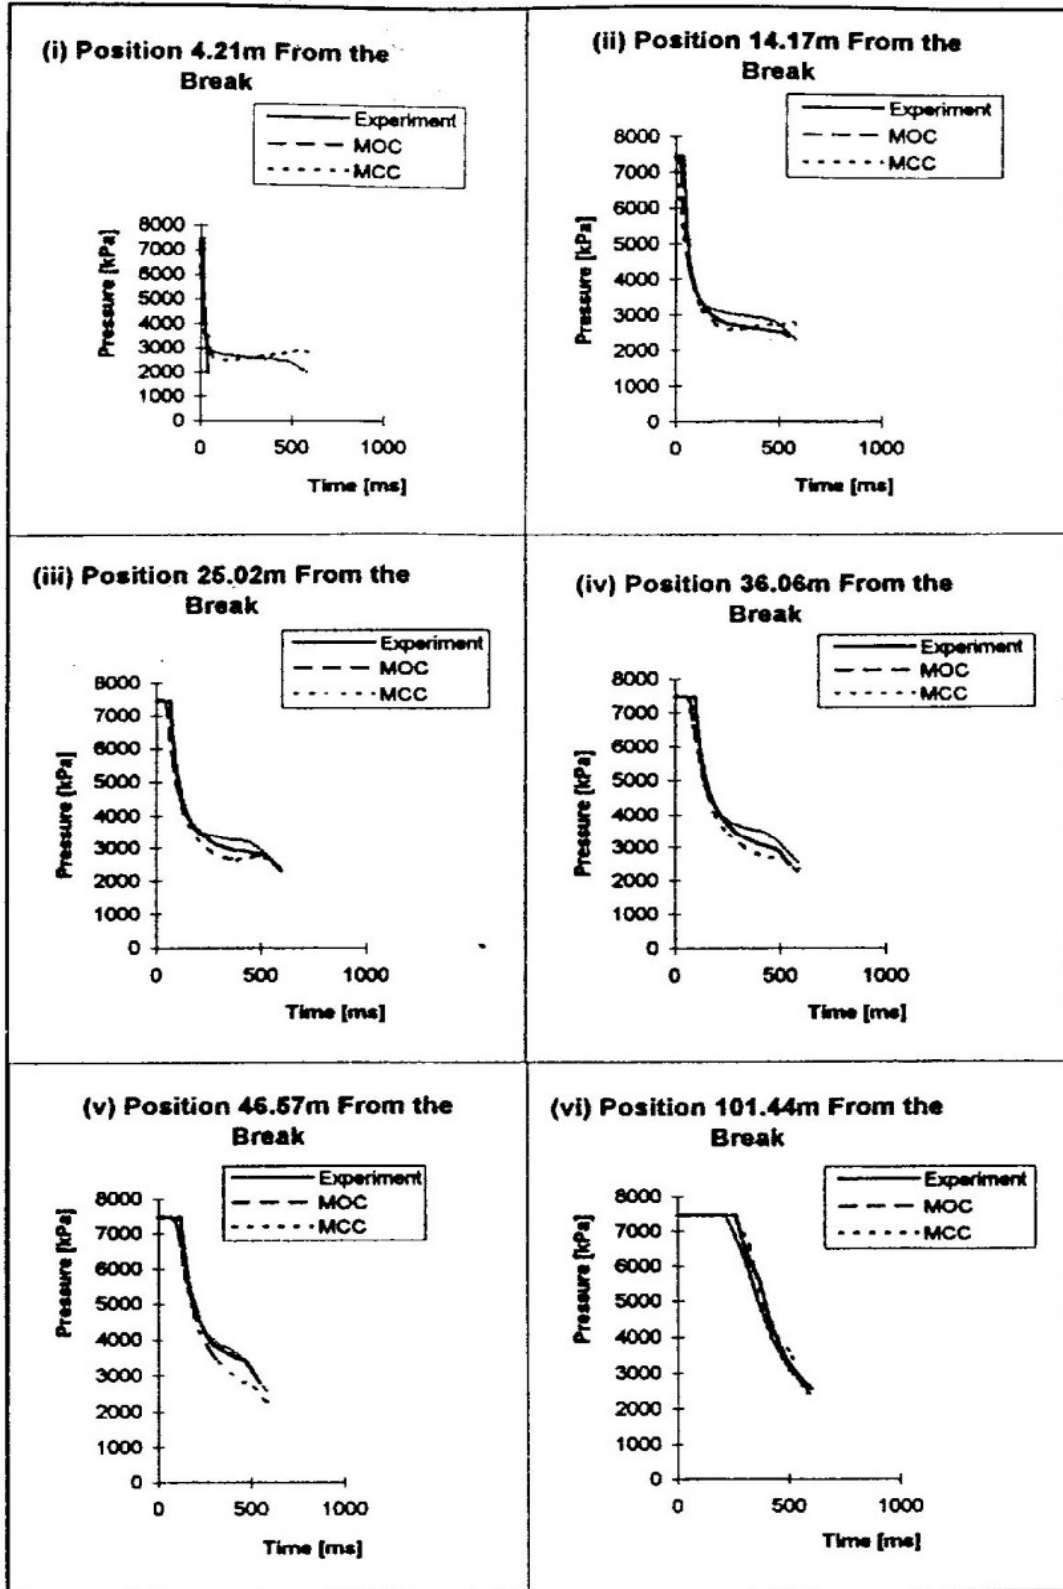 (i) Position 4.21m From the
Break
Experiment
MOC
MCC
8000
7000
6000
5000
4000
3000
2000
1000
0
Pressure [kPa]
0 500 1000
Time [ms]
(ii) Position 14.17m From the
Break
Experiment
MOC
MCC
8000
7000
6000
5000
4000
3000
2000
1000
0
Pressure [kPa]
0 500 1000
Time [ms]
(iii) Position 25.02m From the
Break
Experiment
MOC
MCC
8000
7000
6000
5000
4000
3000
2000
1000
0
Pressure [kPa]
0 500 1000
Time [ms]
(iv) Position 36.06m From the
Break
Experiment
MOC
MCC
8000
7000
6000
5000
4000
3000
2000
1000
0
Pressure [kPa]
0 500 1000
Time [ms]
(v) Position 46.57m From the
Break
Experiment
MOC
MCC
8000
7000
6000
5000
4000
3000
2000
1000
0
Pressure [kPa]
0 500 1000
Time [ms]
(vi) Position 101.44m From the
Break
Experiment
MOC
MCC
8000
7000
6000
5000
4000
3000
2000
1000
0
Pressure [kPa]
0 500 1000
Time [ms]